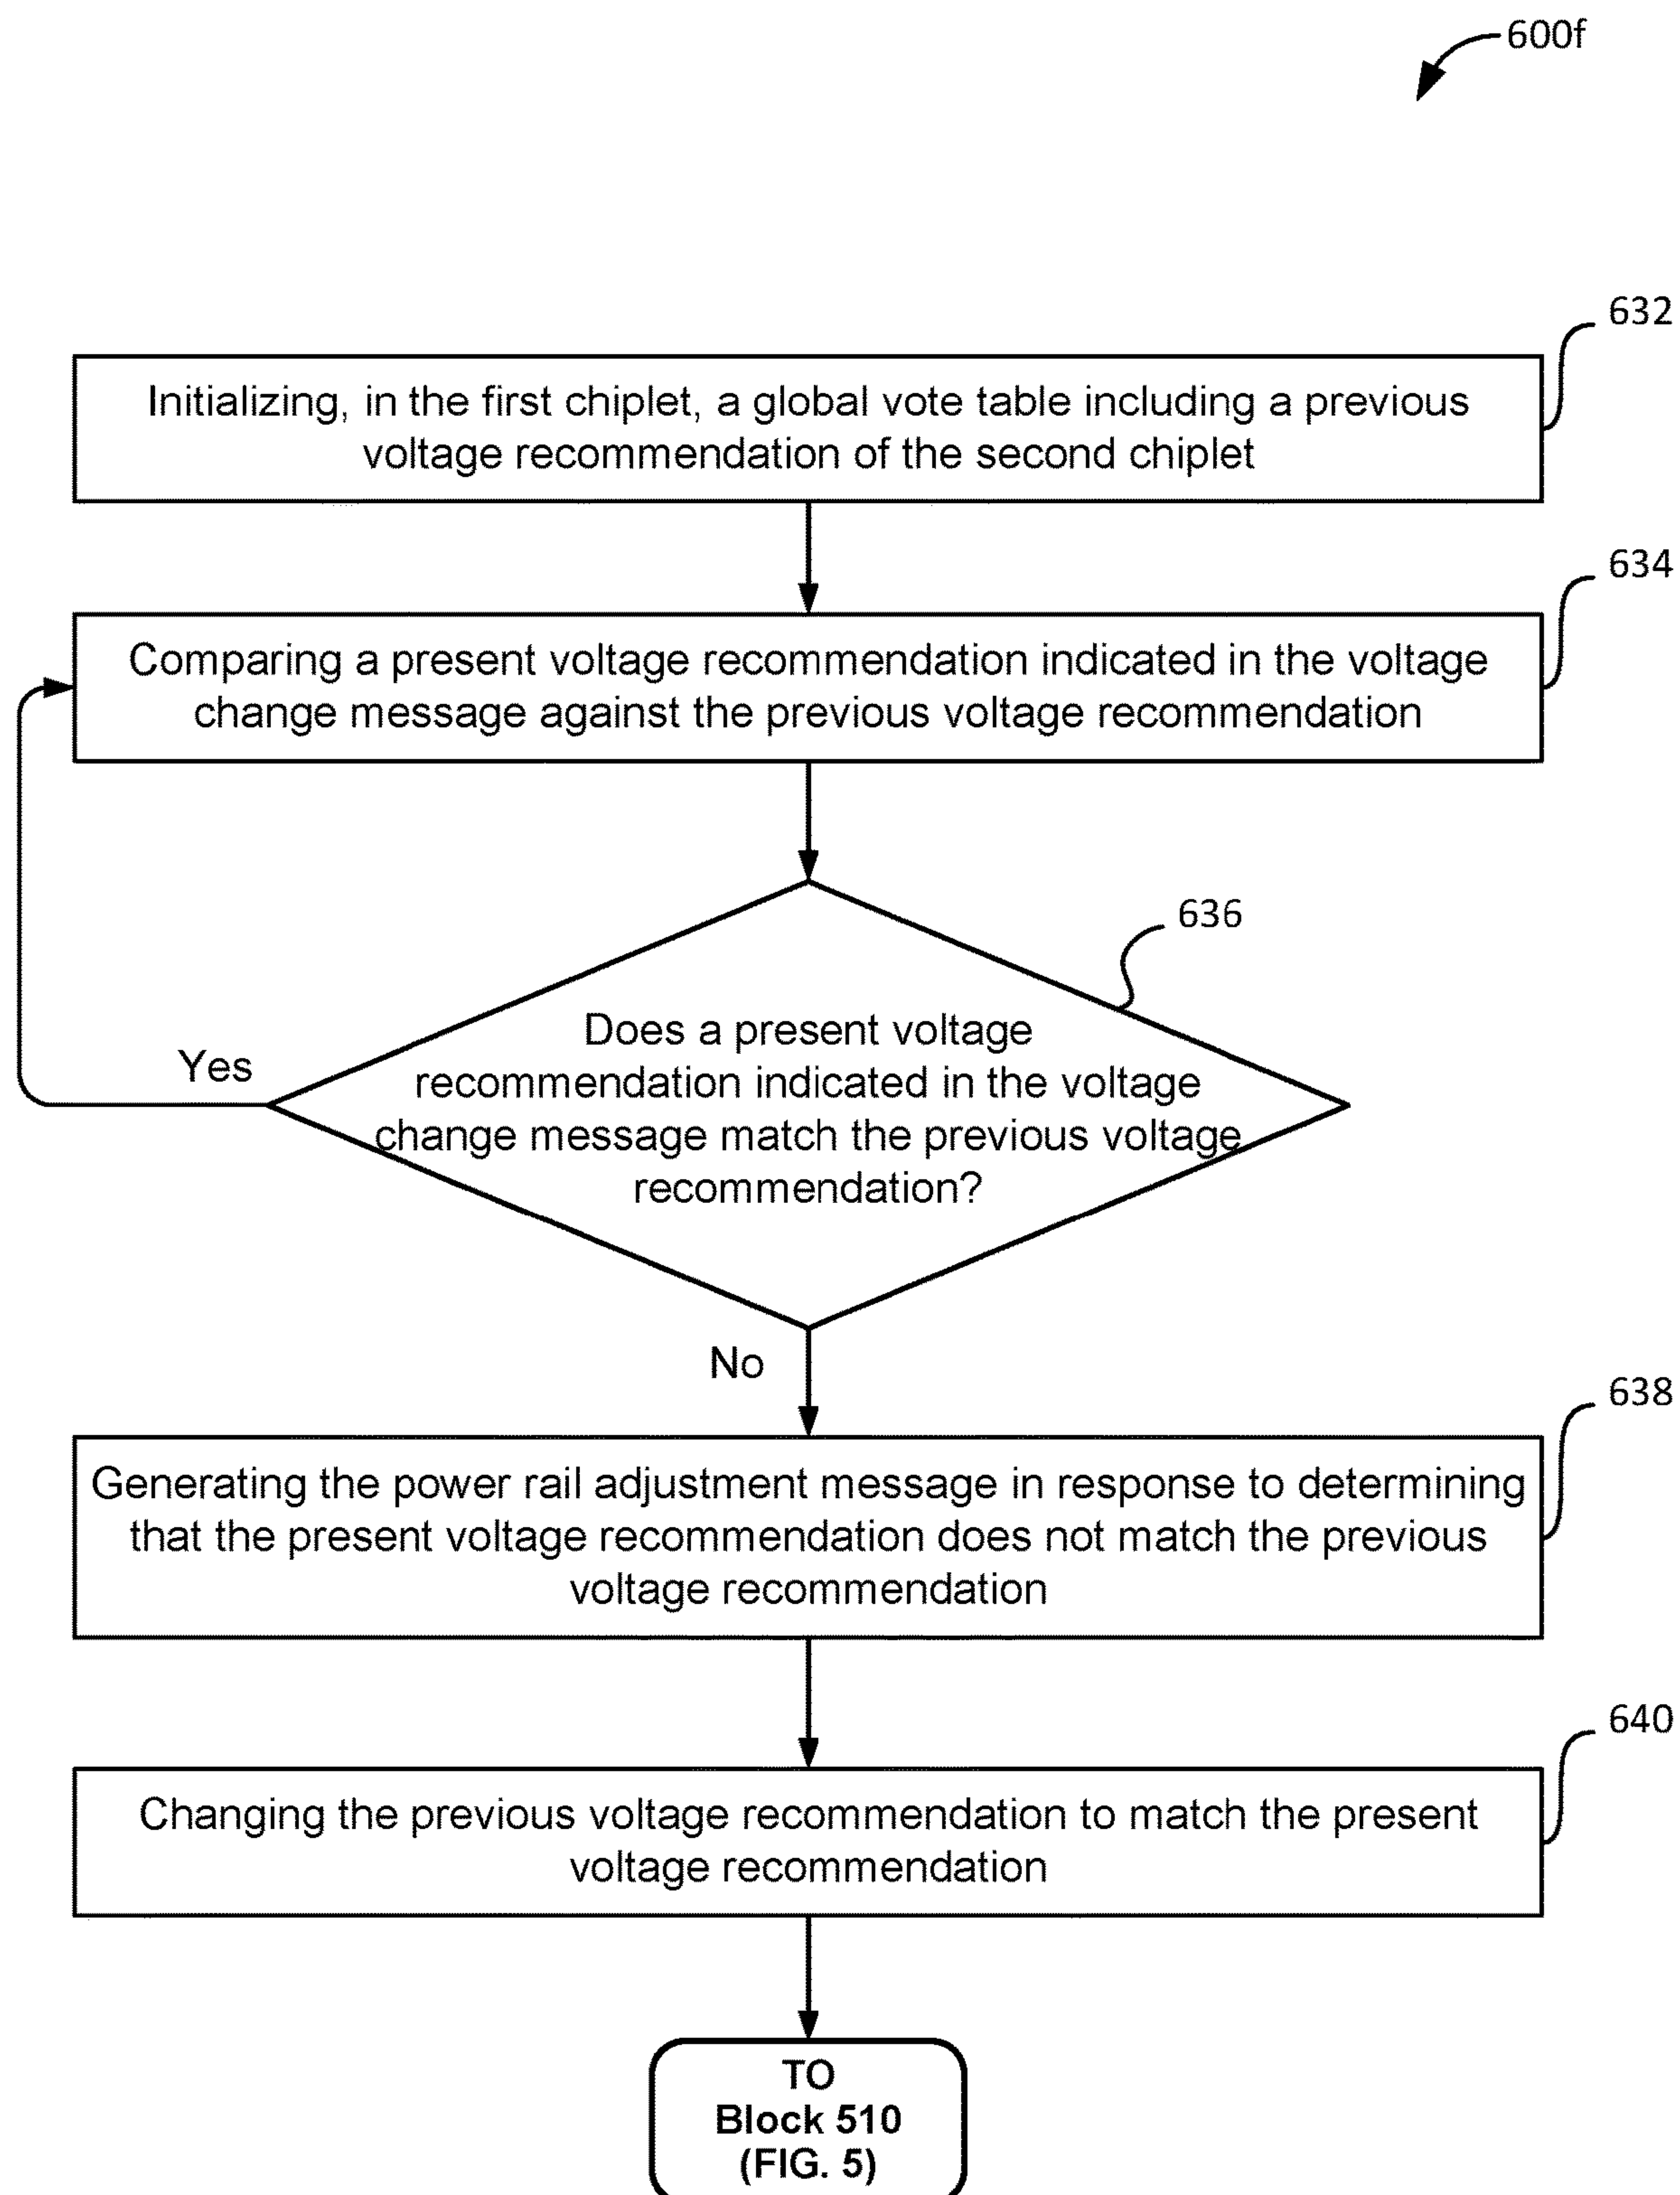 600f
632
Initializing, in the first chiplet, a global vote table including a previous
voltage recommendation of the second chiplet
634
Comparing a present voltage recommendation indicated in the voltage
change message against the previous voltage recommendation
636
Does a present voltage
recommendation indicated in the voltage
change message match the previous voltage
recommendation?
Yes
No
638
Generating the power rail adjustment message in response to determining
that the present voltage recommendation does not match the previous
voltage recommendation
640
Changing the previous voltage recommendation to match the present
voltage recommendation
TO
Block 510
(FIG. 5)